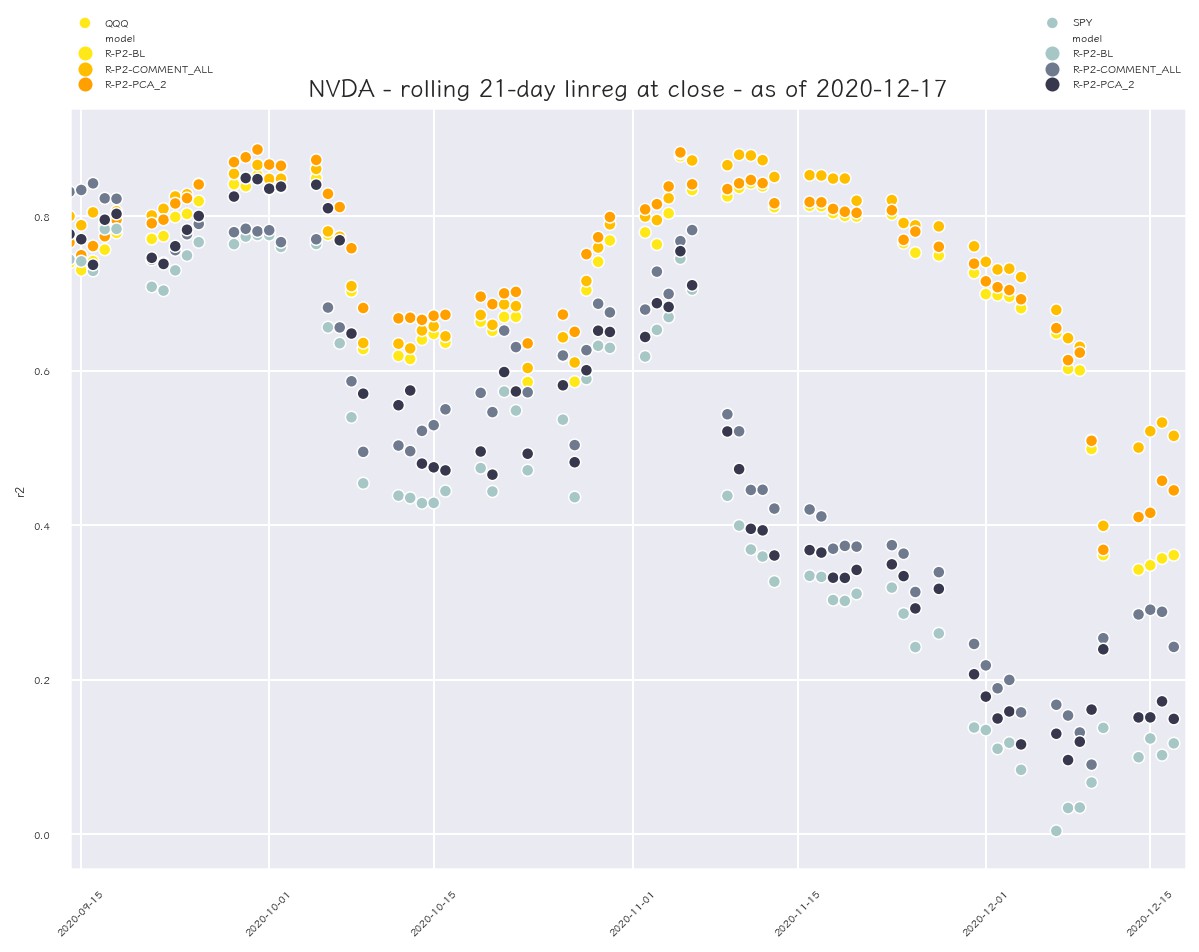 QQQ
model
R-P2-BL
R-P2-COMMENT_ALL
R-P2-PCA_2
SPY
model
R-P2-BL
R-P2-COMMENT_ALL
R-P2-PCA_2
NVDA - rolling 21-day linreg at close - as of 2020-12-17
0.8
0.6
r2
0.4
0.2
0.0
2020-09-15
2020-10-01
2020-10-15
2020-11-01
2020-11-15
2020-12-01
2020-12-15